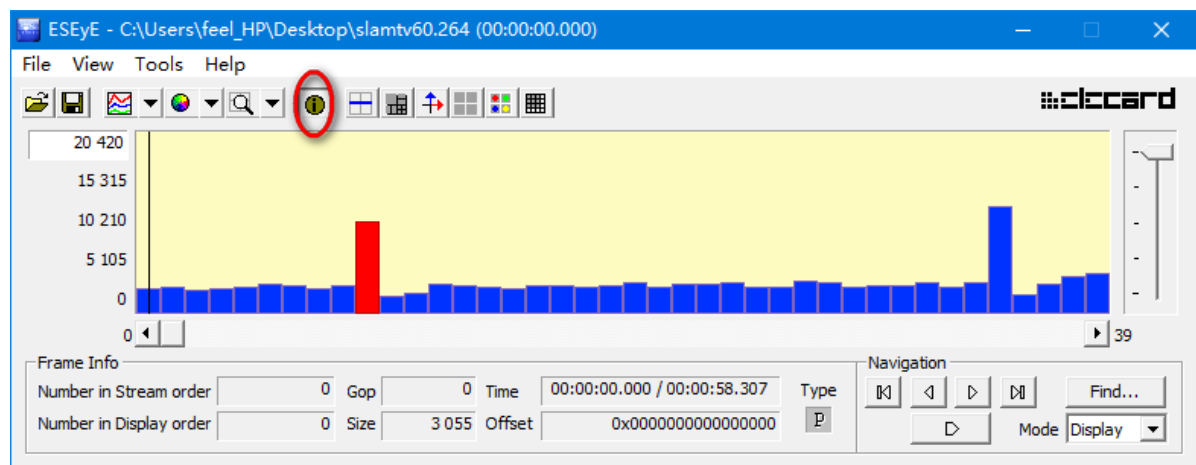 ESEyE - C:\Users\feel_HP\Desktop\slamtv60.264 (00:00:00.000)
File View Tools Help
elecard
20 420
15 315
10 210
5 105
0
0 39
Frame Info Navigation
Number in Stream order 0 Gop 0 Time 00:00:00.000 / 00:00:58.307 Type Find...
Number in Display order 0 Size 3 055 Offset 0x0000000000000000 P Mode Display